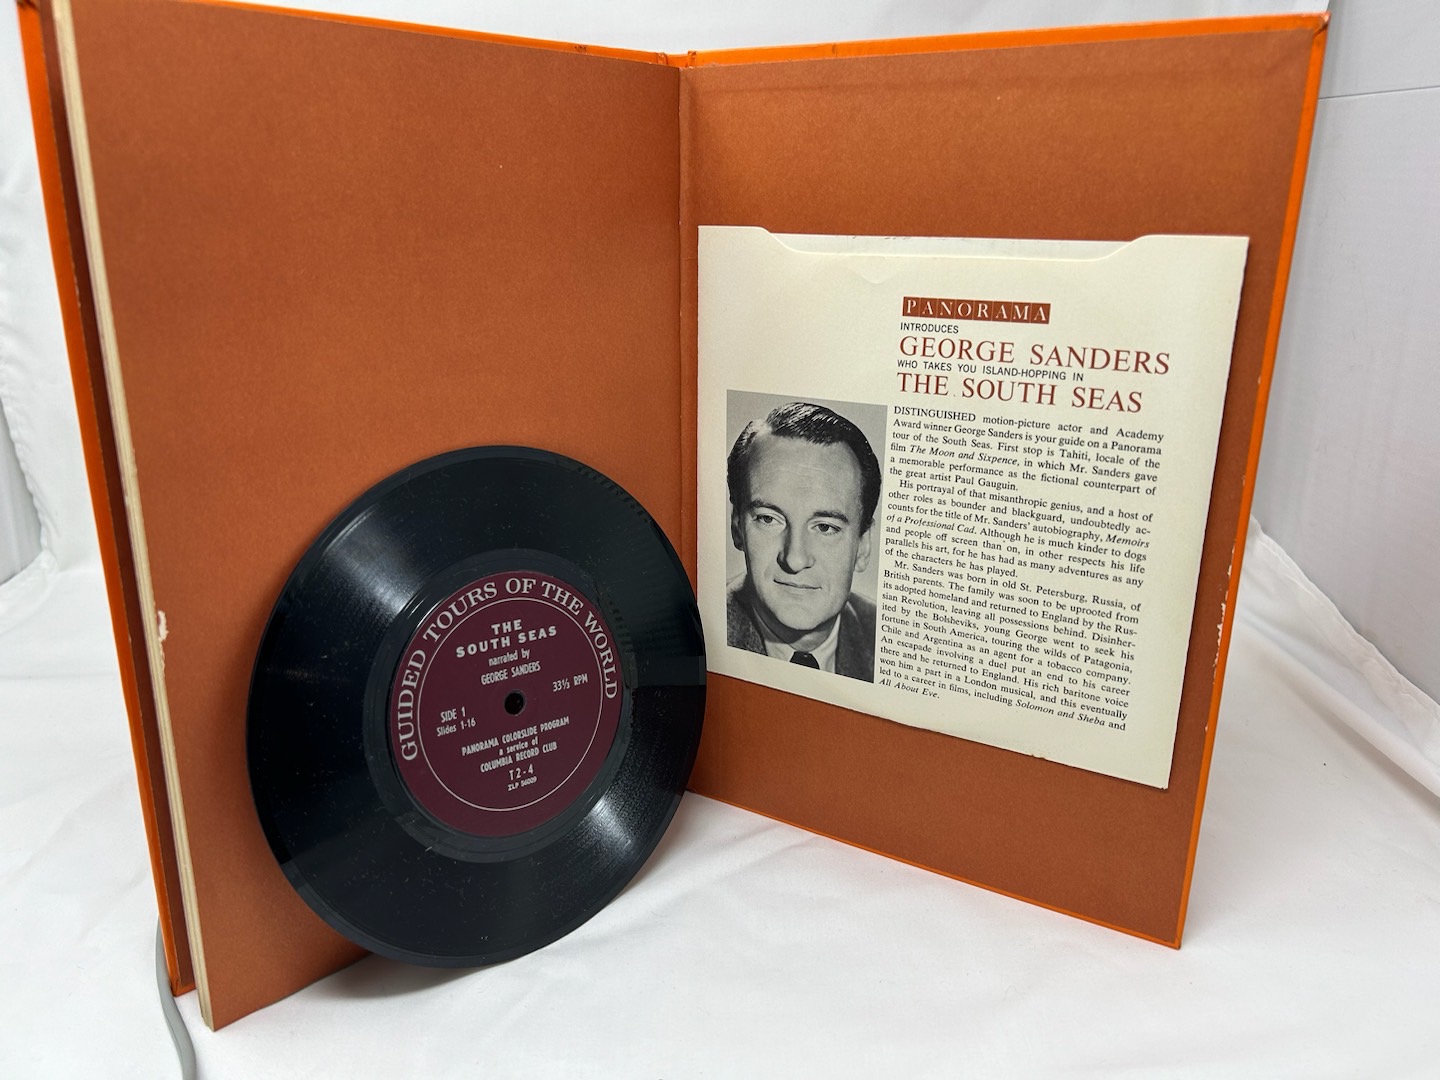 GUIDED TOURS OF THE WORLD
THE
SOUTH SEAS
narrated by
GEORGE SANDERS
33⅓ RPM
SIDE 1
Slides 1-16
PANORAMA COLORSLIDE PROGRAM
a service of
COLUMBIA RECORD CLUB
T2-4
ZLP 56009
PANORAMA
INTRODUCES
GEORGE SANDERS
WHO TAKES YOU ISLAND-HOPPING IN
THE SOUTH SEAS
DISTINGUISHED motion-picture actor and Academy
Award winner George Sanders is your guide on a Panorama
tour of the South Seas. First stop is Tahiti, locale of the
film The Moon and Sixpence, in which Mr. Sanders gave
a memorable performance as the fictional counterpart of
the great artist Paul Gauguin.
His portrayal of that misanthropic genius, and a host of
other roles as bounder and blackguard, undoubtedly ac-
counts for the title of Mr. Sanders' autobiography, Memoirs
of a Professional Cad. Although he is much kinder to dogs
and people off screen than on, in other respects his life
parallels his art, for he has had as many adventures as any
of the characters he has played.
Mr. Sanders was born in old St. Petersburg, Russia, of
British parents. The family was soon to be uprooted from
its adopted homeland and returned to England by the Rus-
sian Revolution, leaving all possessions behind. Disinher-
ited by the Bolsheviks, young George went to seek his
fortune in South America, touring the wilds of Patagonia,
Chile and Argentina as an agent for a tobacco company.
An escapade involving a duel put an end to his career
there and he returned to England. His rich baritone voice
won him a part in a London musical, and this eventually
led to a career in films, including Solomon and Sheba and
All About Eve.